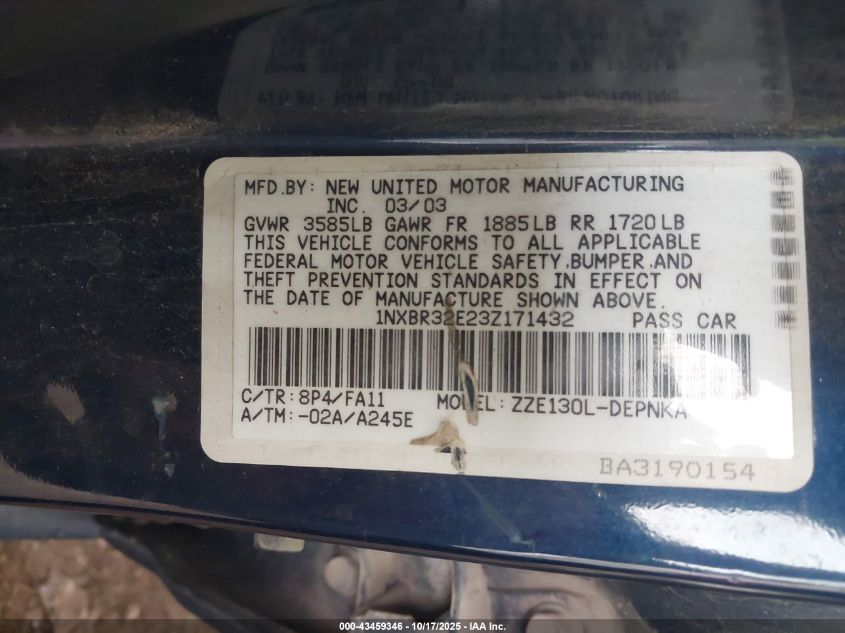 MFD.BY: NEW UNITED MOTOR MANUFACTURING
INC. 03/03
GVWR 3585LB GAWR FR 1885LB RR 1720LB
THIS VEHICLE CONFORMS TO ALL APPLICABLE
FEDERAL MOTOR VEHICLE SAFETY,BUMPER,AND
THEFT PREVENTION STANDARDS IN EFFECT ON
THE DATE OF MANUFACTURE SHOWN ABOVE.
1NXBR32E23Z171432 PASS CAR
C/TR: 8P4/FA11 MODEL: ZZE130L-DEPNKA
A/TM: -02A/A245E
BA3190154
000-43459346 - 10/17/2025 - IAA Inc.